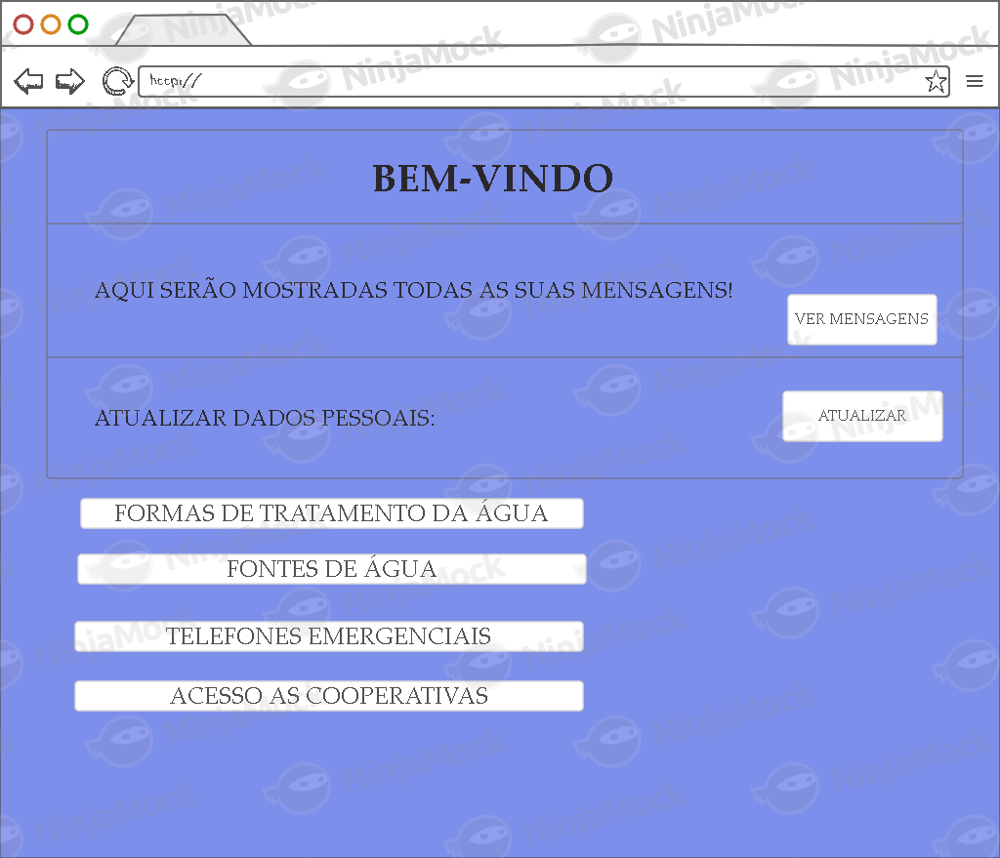 http://
BEM-VINDO
AQUI SERÃO MOSTRADAS TODAS AS SUAS MENSAGENS!
VER MENSAGENS
ATUALIZAR DADOS PESSOAIS:
ATUALIZAR
FORMAS DE TRATAMENTO DA ÁGUA
FONTES DE ÁGUA
TELEFONES EMERGENCIAIS
ACESSO AS COOPERATIVAS
NinjaMock